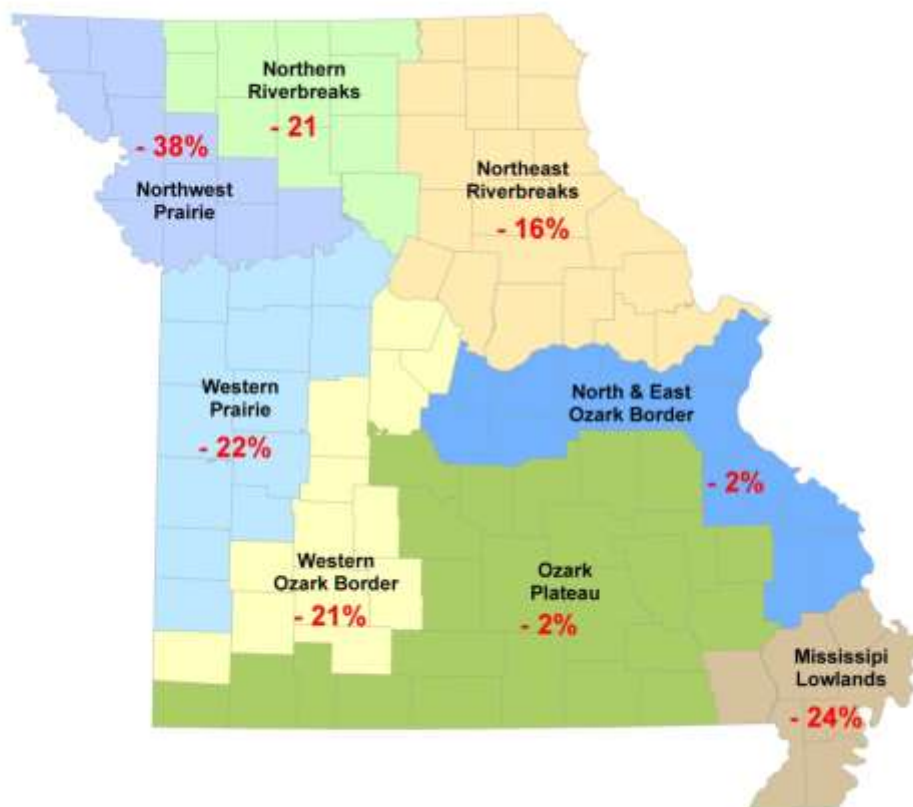 Northern
Riverbreaks
- 21
- 38%
Northwest
Prairie
Northeast
Riverbreaks
- 16%
Western
Prairie
- 22%
North & East
Ozark Border
- 2%
Western
Ozark Border
- 21%
Ozark
Plateau
- 2%
Mississipi
Lowlands
- 24%